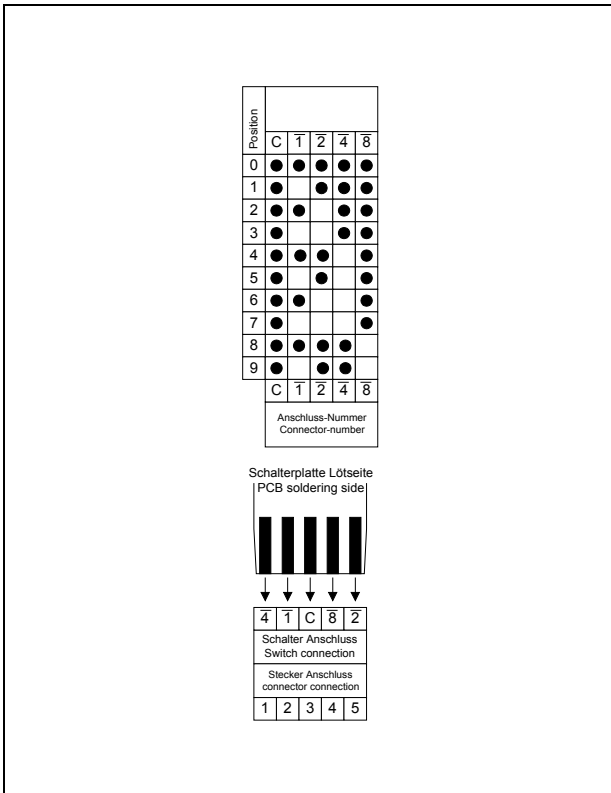 Position
C 1̅ 2̅ 4̅ 8̅
0 ● ● ● ● ●
1 ● ● ● ●
2 ● ● ● ●
3 ● ● ●
4 ● ● ● ●
5 ● ● ●
6 ● ● ●
7 ● ●
8 ● ● ● ●
9 ● ● ●
C 1̅ 2̅ 4̅ 8̅
Anschluss-Nummer
Connector-number
Schalterplatte Lötseite
PCB soldering side
4̅ 1̅ C 8̅ 2̅
Schalter Anschluss
Switch connection
Stecker Anschluss
connector connection
1 2 3 4 5